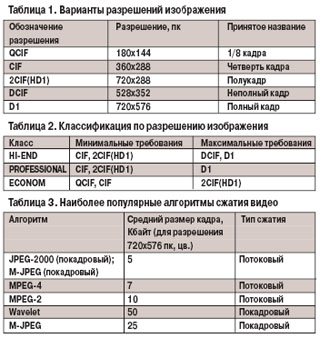 Таблица 1. Варианты разрешений изображения
Обозначение разрешения Разрешение, пк Принятое название
QCIF 180x144 1/8 кадра
CIF 360x288 Четверть кадра
2CIF(HD1) 720x288 Полукадр
DCIF 528x352 Неполный кадр
D1 720x576 Полный кадр
Таблица 2. Классификация по разрешению изображения
Класс Минимальные требования Максимальные требования
HI-END CIF, 2CIF(HD1) DCIF, D1
PROFESSIONAL CIF, 2CIF(HD1) D1
ECONOM QCIF, CIF 2CIF(HD1)
Таблица 3. Наиболее популярные алгоритмы сжатия видео
Алгоритм Средний размер кадра, Кбайт (для разрешения 720x576 пк, цв.) Тип сжатия
JPEG-2000 (покадровый); M-JPEG (покадровый) 5 Потоковый
MPEG-4 7 Потоковый
MPEG-2 10 Потоковый
Wavelet 50 Покадровый
M-JPEG 25 Покадровый